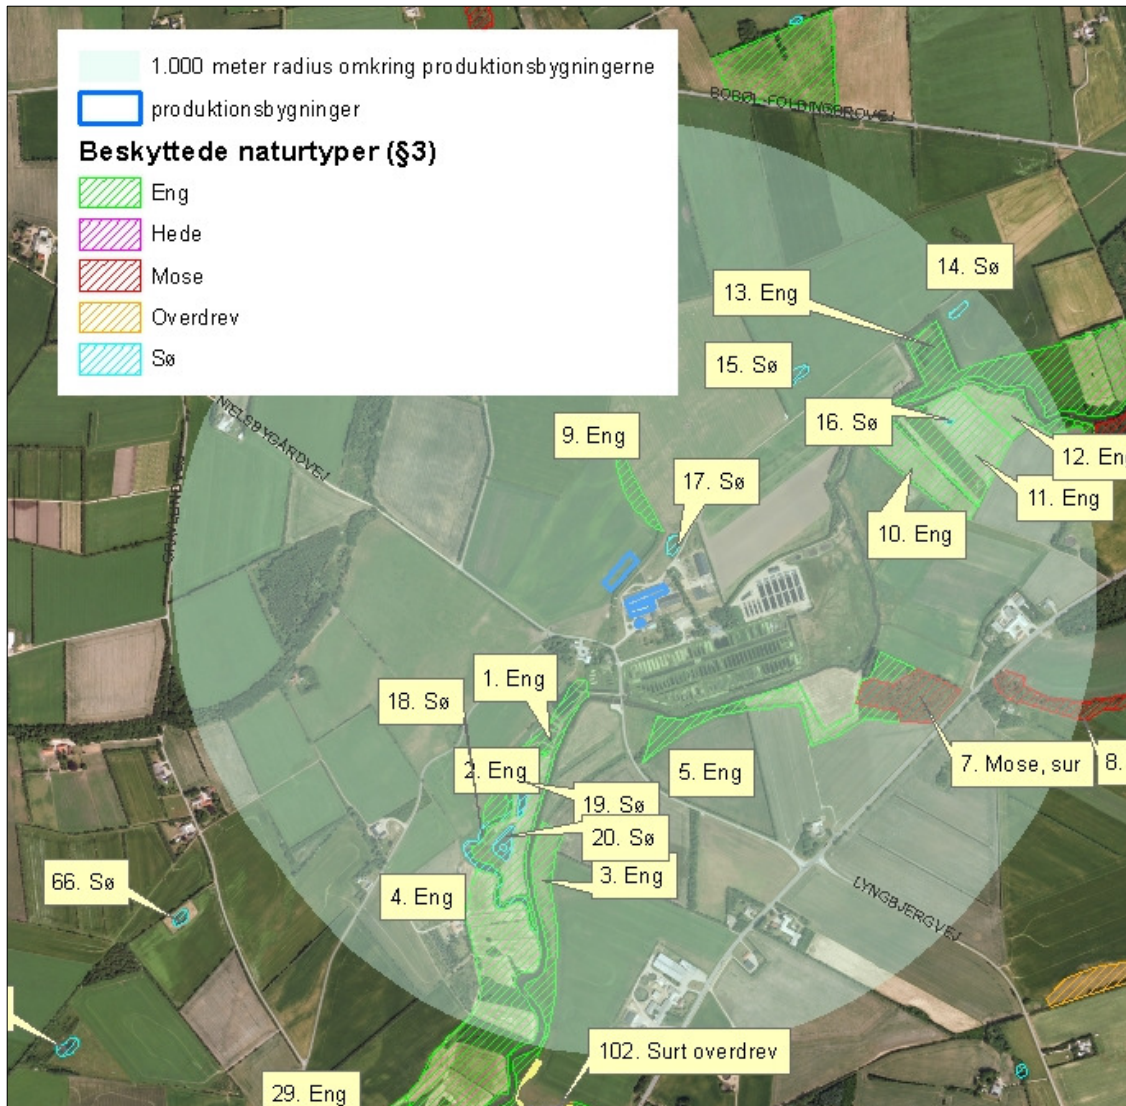 1.000 meter radius omkring produktionsbygningerne
produktionsbygninger
Beskyttede naturtyper (§3)
Eng
Hede
Mose
Overdrev
Sø
BOBØL-FOLDINGBROVEJ
14. Sø
13. Eng
15. Sø
NIELSBYGÅRDVEJ
16. Sø
9. Eng
12. Eng
17. Sø
11. Eng
10. Eng
1. Eng
18. Sø
2. Eng
5. Eng
7. Mose, sur
8.
19. Sø
20. Sø
3. Eng
4. Eng
66. Sø
LYNGBJERGVEJ
102. Surt overdrev
29. Eng